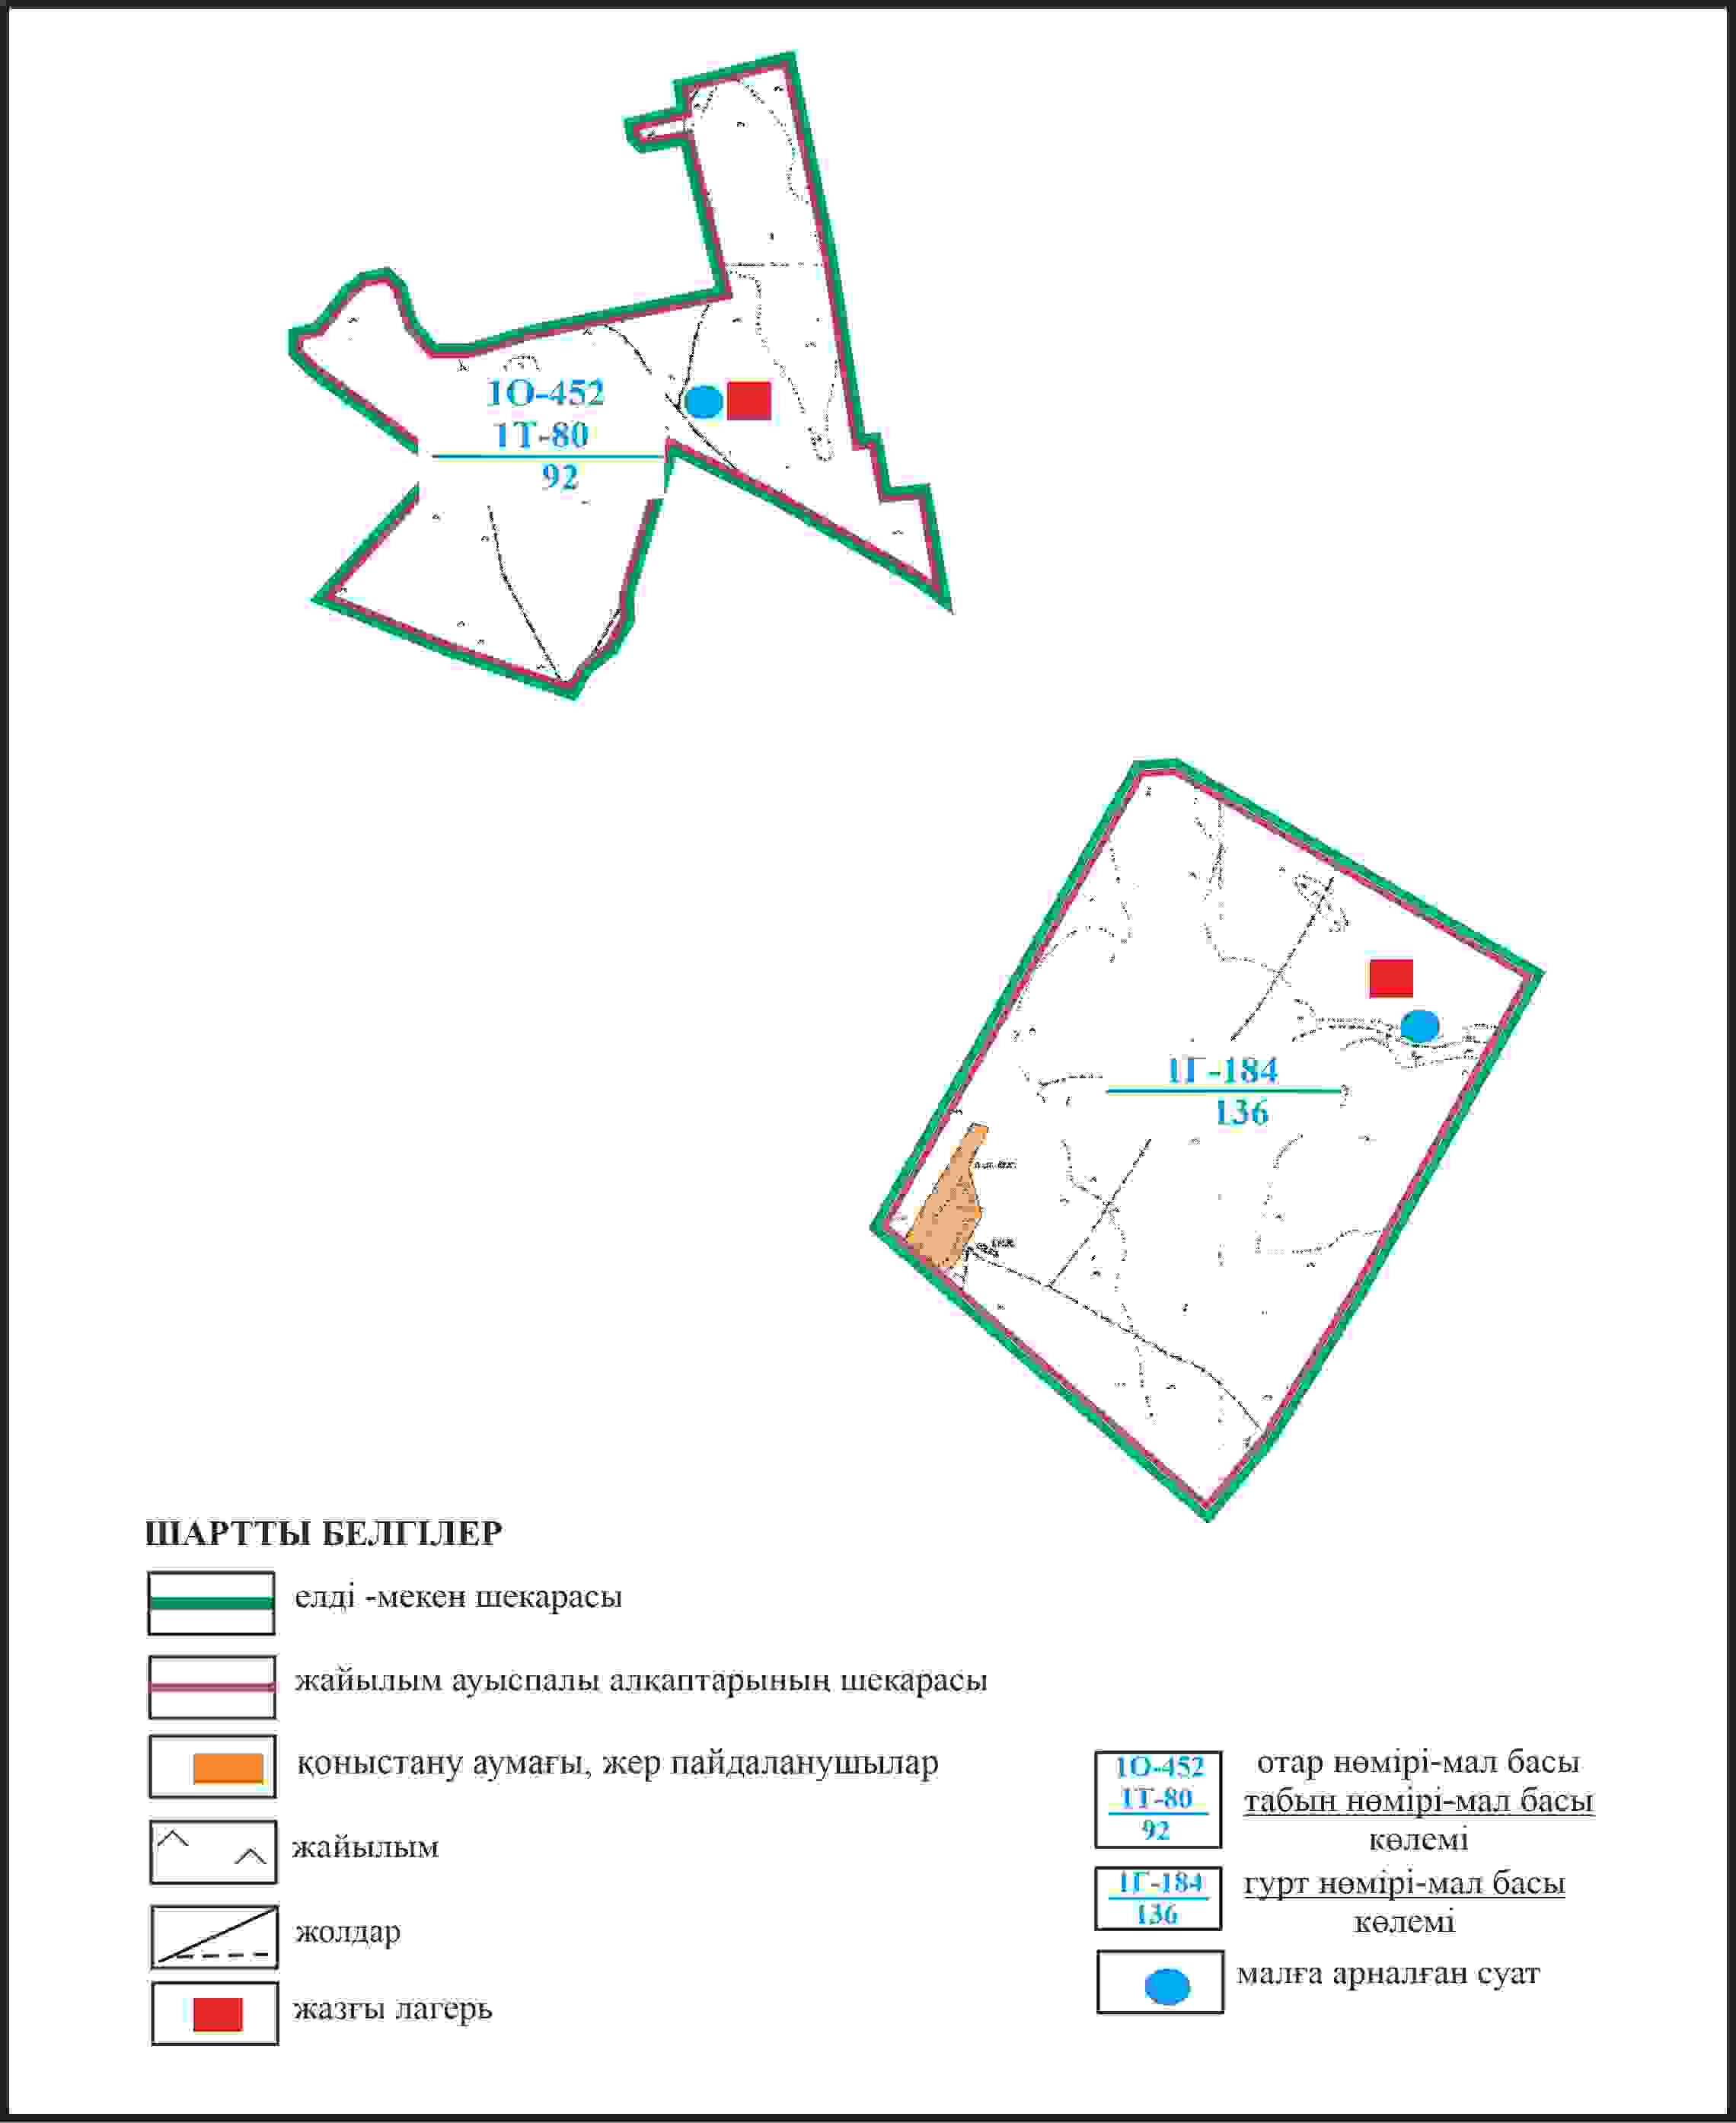 1О-452
1Т-80
92
1Г-184
136
ШАРТТЫ БЕЛГІЛЕР
елді -мекен шекарасы
жайылым ауыспалы алқаптарының шекарасы
қоныстану аумағы, жер пайдаланушылар
жайылым
жолдар
жазғы лагерь
1О-452
1Т-80
92
отар нөмірі-мал басы
табын нөмірі-мал басы
көлемі
1Г-184
136
гурт нөмірі-мал басы
көлемі
малға арналған суат